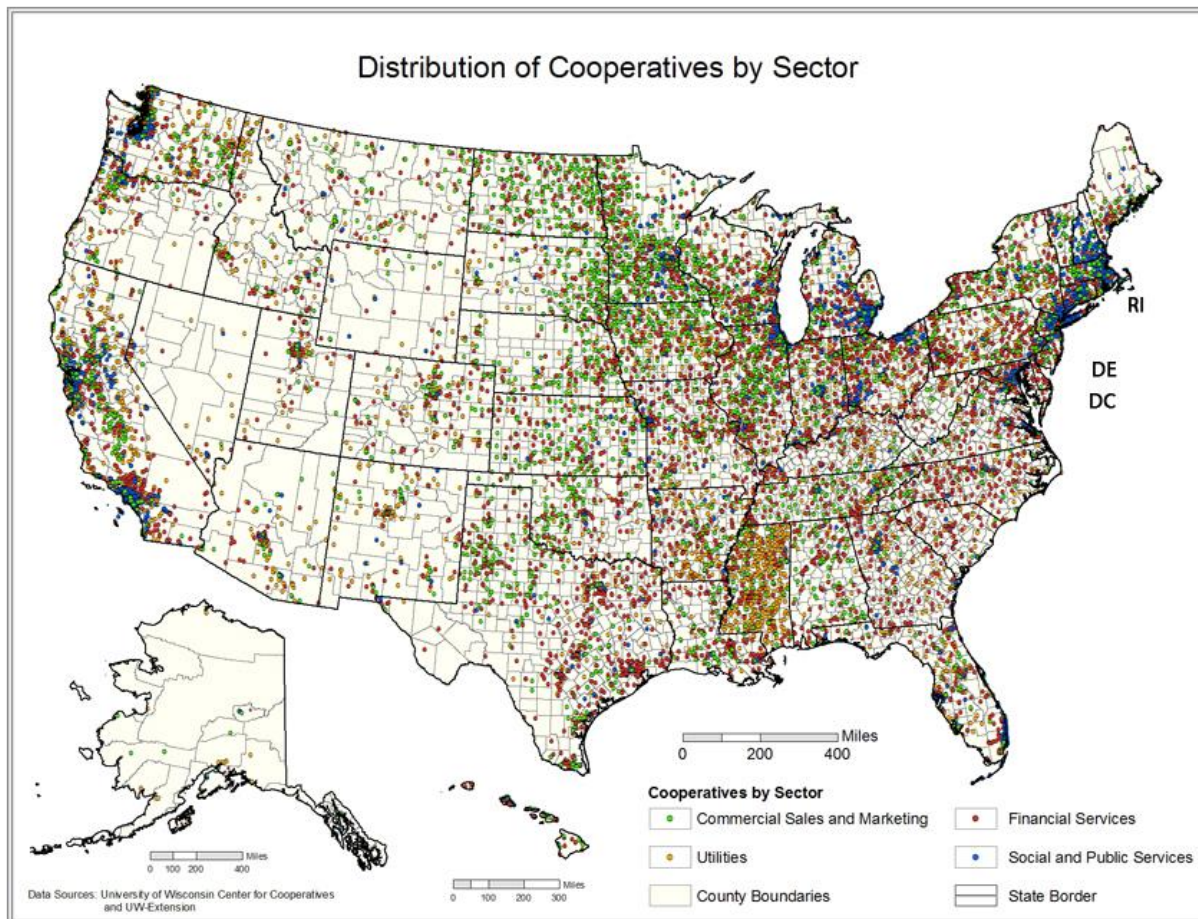 Distribution of Cooperatives by Sector
RI
DE
DC
Miles
0 200 400
Cooperatives by Sector
Commercial Sales and Marketing
Financial Services
Utilities
Social and Public Services
County Boundaries
State Border
Miles
0 100 200 400
Miles
0 50 100 200 300
Data Sources: University of Wisconsin Center for Cooperatives
and UW-Extension